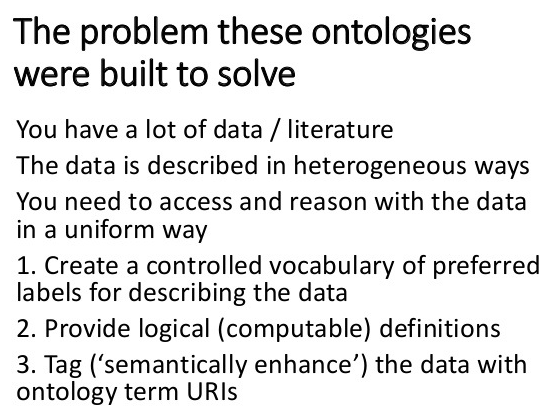 The problem these ontologies
were built to solve
You have a lot of data / literature
The data is described in heterogeneous ways
You need to access and reason with the data
in a uniform way
1. Create a controlled vocabulary of preferred
labels for describing the data
2. Provide logical (computable) definitions
3. Tag (‘semantically enhance’) the data with
ontology term URIs